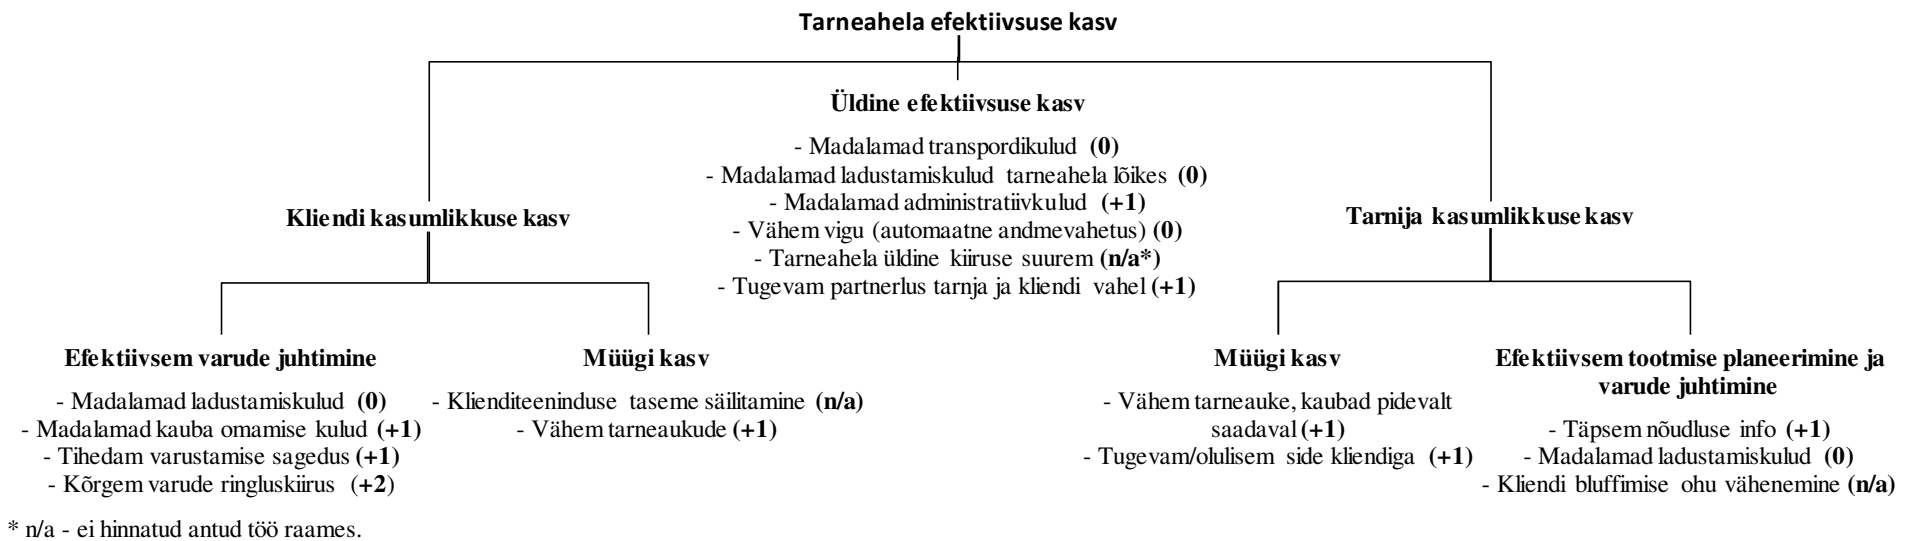 Tarneahela efektiivsuse kasv
Üldine efektiivsuse kasv
- Madalamad transpordikulud (0)
- Madalamad ladustamiskulud tarneahela lõikes (0)
- Madalamad administratiivkulud (+1)
- Vähem vigu (automaatne andmevahetus) (0)
- Tarneahela üldine kiiruse suurem (n/a*)
- Tugevam partnerlus tarnja ja kliendi vahel (+1)
Kliendi kasumlikkuse kasv
Tarnija kasumlikkuse kasv
Efektiivsem varude juhtimine
- Madalamad ladustamiskulud (0)
- Madalamad kauba omamise kulud (+1)
- Tihedam varustamise sagedus (+1)
- Kõrgem varude ringluskiirus (+2)
Müügi kasv
- Klienditeeninduse taseme säilitamine (n/a)
- Vähem tarneaukude (+1)
Müügi kasv
- Vähem tarneauke, kaubad pidevalt
saadaval (+1)
- Tugevam/olulisem side kliendiga (+1)
Efektiivsem tootmise planeerimine ja
varude juhtimine
- Täpsem nõudluse info (+1)
- Madalamad ladustamiskulud (0)
- Kliendi bluffimise ohu vähenemine (n/a)
* n/a - ei hinnatud antud töö raames.